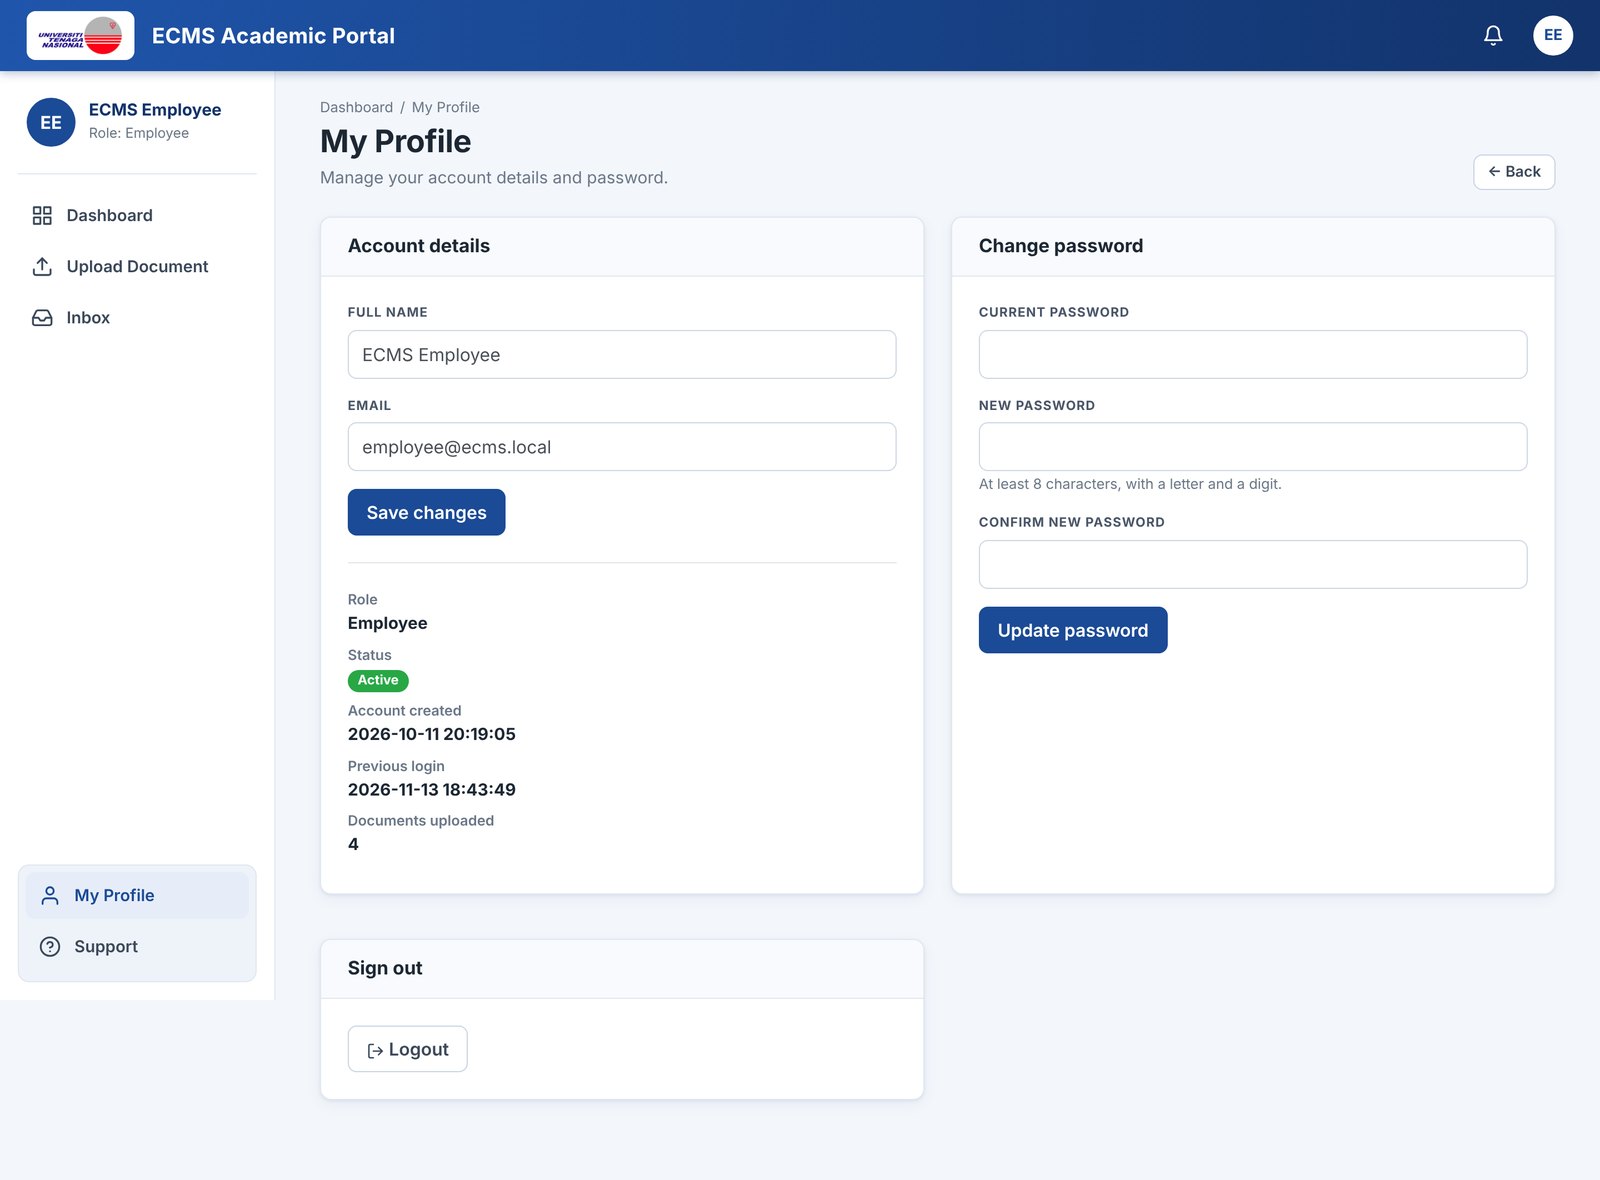 UNIVERSITI
TENAGA
NASIONAL
ECMS Academic Portal
EE
EE
ECMS Employee
Role: Employee
Dashboard
Upload Document
Inbox
My Profile
Support
Dashboard / My Profile
My Profile
Manage your account details and password.
← Back
Account details
FULL NAME
ECMS Employee
EMAIL
employee@ecms.local
Save changes
Role
Employee
Status
Active
Account created
2026-10-11 20:19:05
Previous login
2026-11-13 18:43:49
Documents uploaded
4
Change password
CURRENT PASSWORD
NEW PASSWORD
At least 8 characters, with a letter and a digit.
CONFIRM NEW PASSWORD
Update password
Sign out
Logout